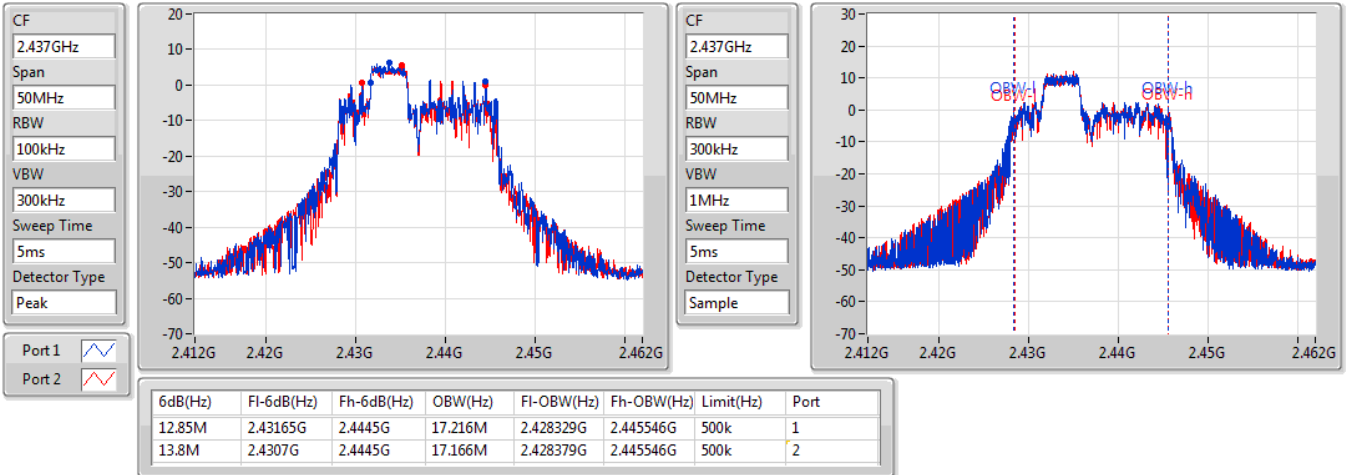 CF
2.437GHz
Span
50MHz
RBW
100kHz
VBW
300kHz
Sweep Time
5ms
Detector Type
Peak
Port 1
Port 2
20
10
0
-10
-20
-30
-40
-50
-60
-70
2.412G 2.42G 2.43G 2.44G 2.45G 2.462G
CF
2.437GHz
Span
50MHz
RBW
300kHz
VBW
1MHz
Sweep Time
5ms
Detector Type
Sample
30
20
10
0
-10
-20
-30
-40
-50
-60
-70
OBW-l OBW-h
OBW-l OBW-h
2.412G 2.42G 2.43G 2.44G 2.45G 2.462G
6dB(Hz) Fl-6dB(Hz) Fh-6dB(Hz) OBW(Hz) Fl-OBW(Hz) Fh-OBW(Hz) Limit(Hz) Port
12.85M 2.43165G 2.4445G 17.216M 2.428329G 2.445546G 500k 1
13.8M 2.4307G 2.4445G 17.166M 2.428379G 2.445546G 500k 2